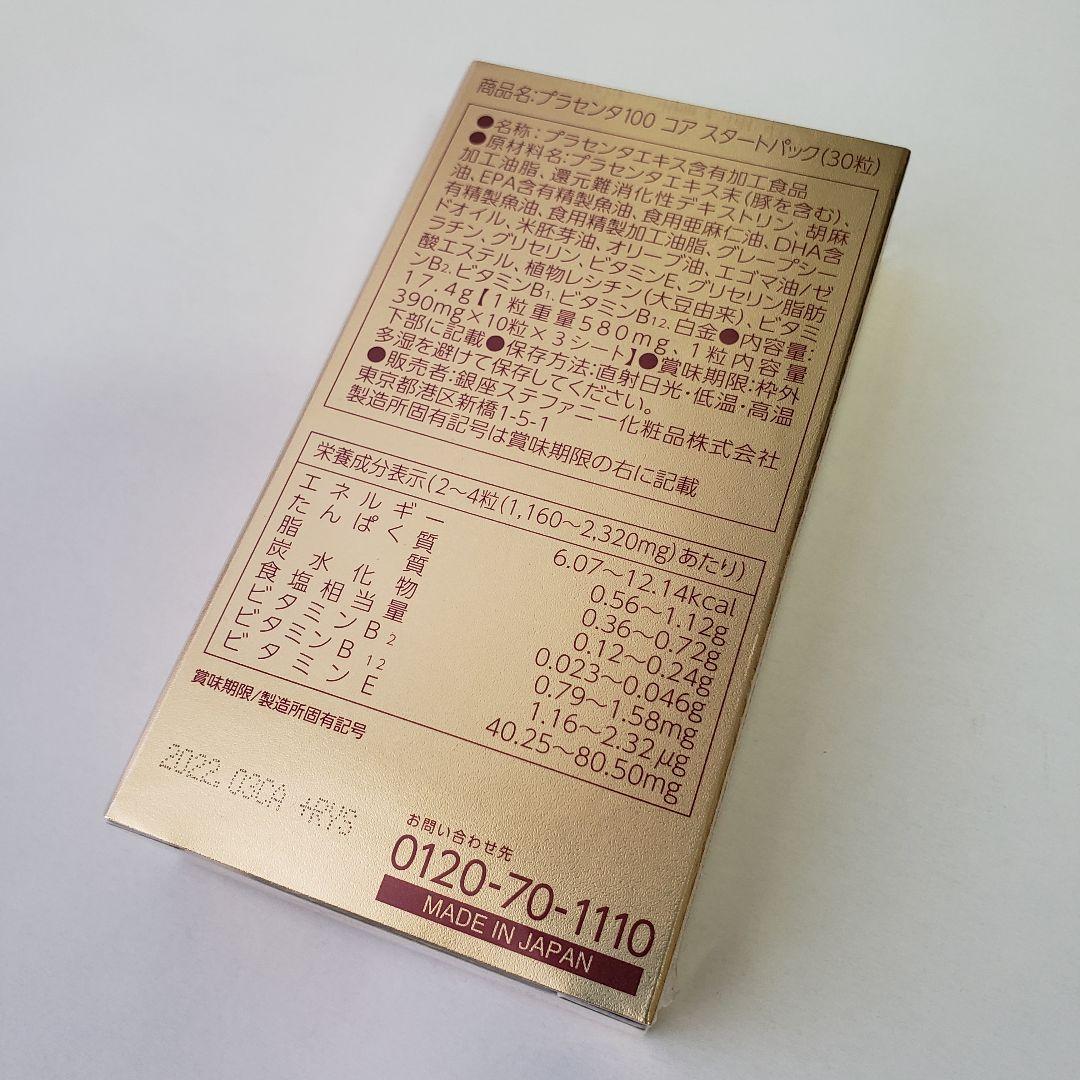 商品名:プラセンタ100 コア スタートパック(30粒)
●名称:プラセンタエキス含有加工食品
●原材料名:プラセンタエキス末(豚を含む)、
加工油脂、還元難消化性デキストリン、胡麻
油、EPA含有精製魚油、食用亜麻仁油、DHA含
有精製魚油、食用精製加工油脂、グレープシー
ドオイル、米胚芽油、オリーブ油、エゴマ油/ゼ
ラチン、グリセリン、ビタミンE、グリセリン脂肪
酸エステル、植物レシチン(大豆由来)、ビタミ
ンB2、ビタミンB1、ビタミンB12、白金●内容量:
17.4g【1粒重量580mg、1粒内容量
390mg×10粒×3シート】●賞味期限:枠外
下部に記載●保存方法:直射日光・低温・高温
多湿を避けて保存してください。
●販売者:銀座ステファニー化粧品株式会社
東京都港区新橋1-5-1
製造所固有記号は賞味期限の右に記載
栄養成分表示(2～4粒(1,160～2,320mg)あたり)
エネルギー 6.07～12.14kcal
たんぱく質 0.56～1.12g
脂質 0.36～0.72g
炭水化物 0.12～0.24g
食塩相当量 0.023～0.046g
ビタミンB2 0.79～1.58mg
ビタミンB12 1.16～2.32μg
ビタミンE 40.25～80.50mg
賞味期限/製造所固有記号
2022.03CA +RYS
お問い合わせ先
0120-70-1110
MADE IN JAPAN